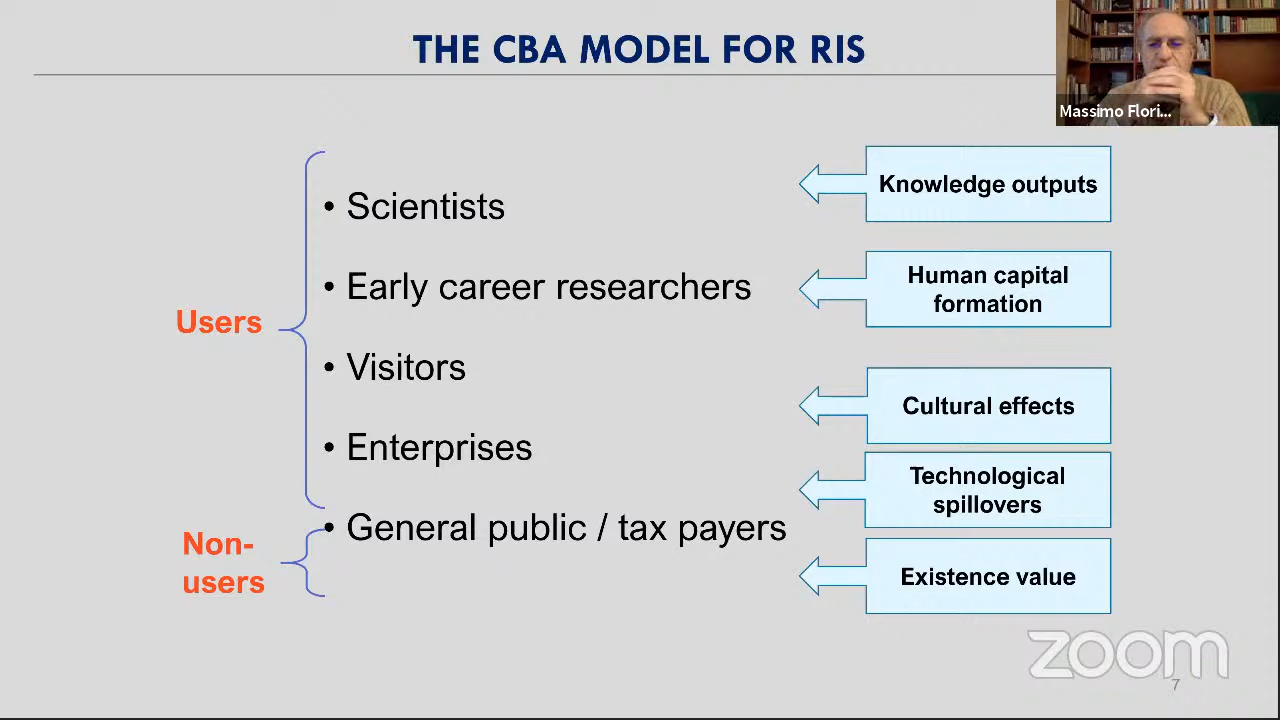 THE CBA MODEL FOR RIS
Massimo Flori...
Users
• Scientists
• Early career researchers
• Visitors
• Enterprises
Non-
users
• General public / tax payers
Knowledge outputs
Human capital
formation
Cultural effects
Technological
spillovers
Existence value
zoom
7